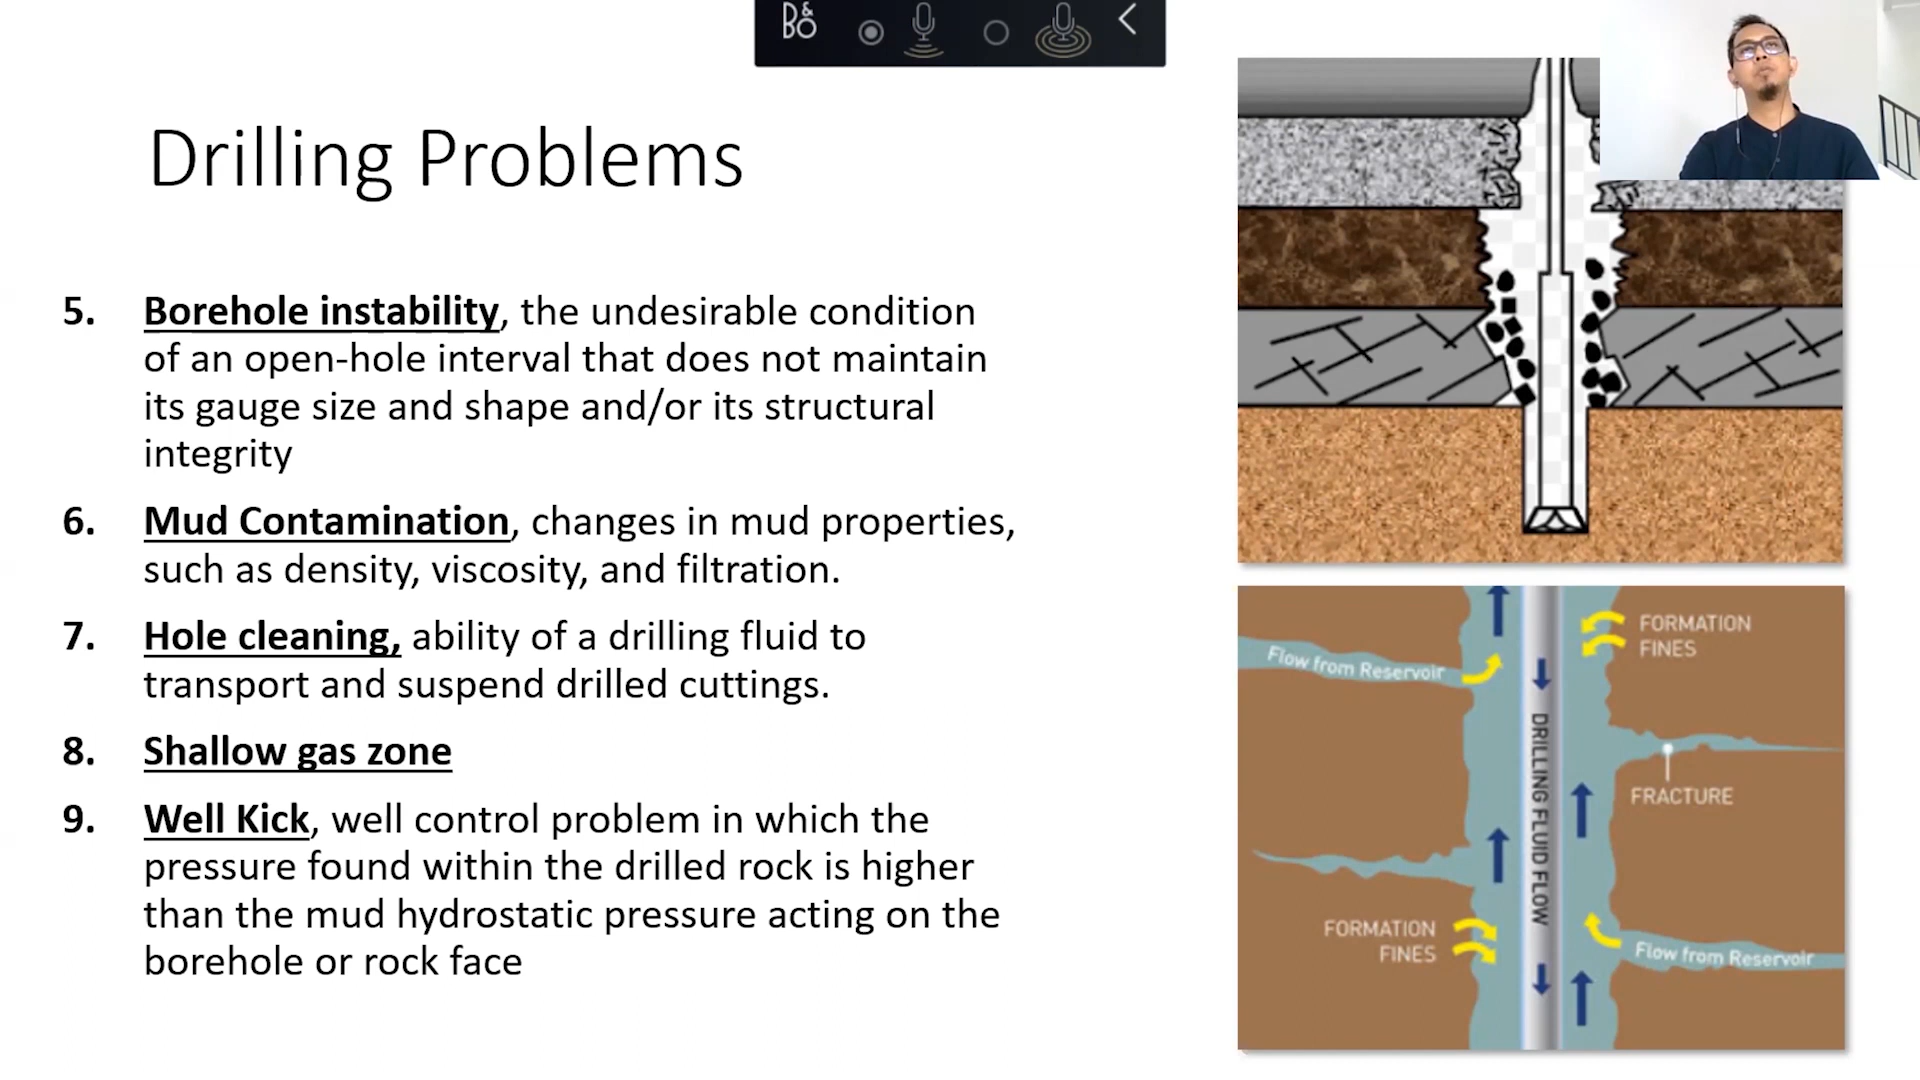 B&O
Drilling Problems
5. Borehole instability, the undesirable condition
of an open-hole interval that does not maintain
its gauge size and shape and/or its structural
integrity
6. Mud Contamination, changes in mud properties,
such as density, viscosity, and filtration.
7. Hole cleaning, ability of a drilling fluid to
transport and suspend drilled cuttings.
8. Shallow gas zone
9. Well Kick, well control problem in which the
pressure found within the drilled rock is higher
than the mud hydrostatic pressure acting on the
borehole or rock face
Flow from Reservoir
FORMATION
FINES
DRILLING FLUID FLOW
FRACTURE
FORMATION
FINES
Flow from Reservoir